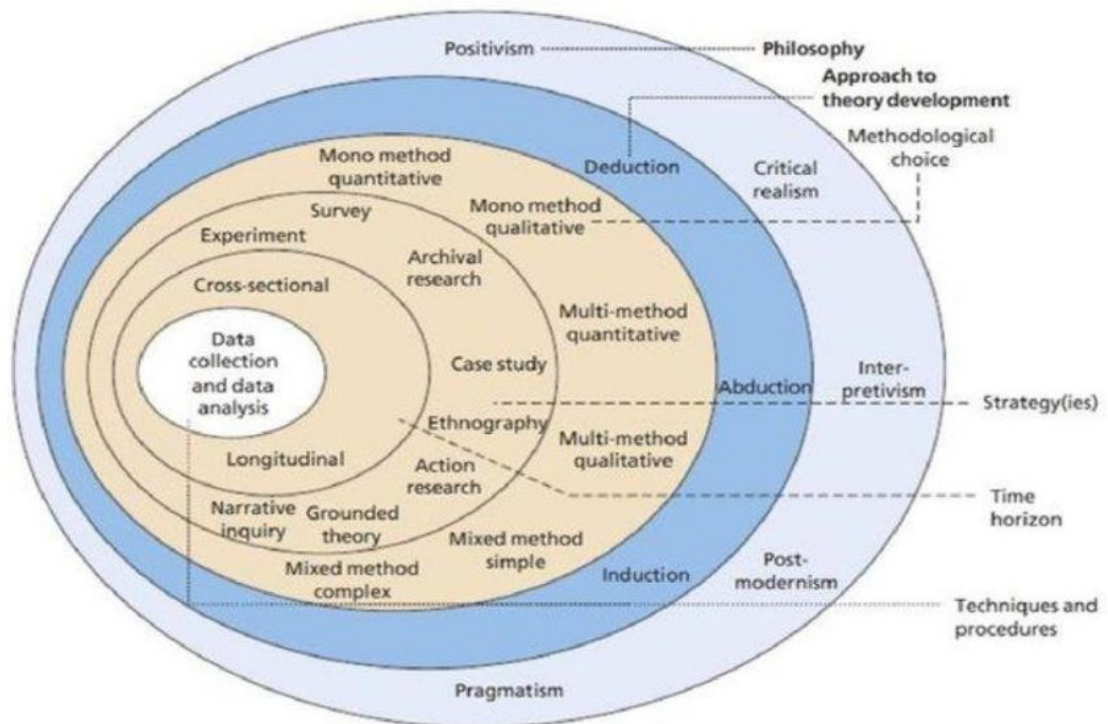 Positivism
Philosophy
Approach to
theory development
Methodological
choice
Mono method
quantitative
Deduction
Critical
realism
Survey
Mono method
qualitative
Experiment
Archival
research
Cross-sectional
Multi-method
quantitative
Data
collection
and data
analysis
Case study
Abduction
Inter-
pretivism
Strategy(ies)
Ethnography
Multi-method
qualitative
Longitudinal
Action
research
Time
horizon
Narrative
inquiry
Grounded
theory
Mixed method
simple
Mixed method
complex
Induction
Post-
modernism
Techniques and
procedures
Pragmatism